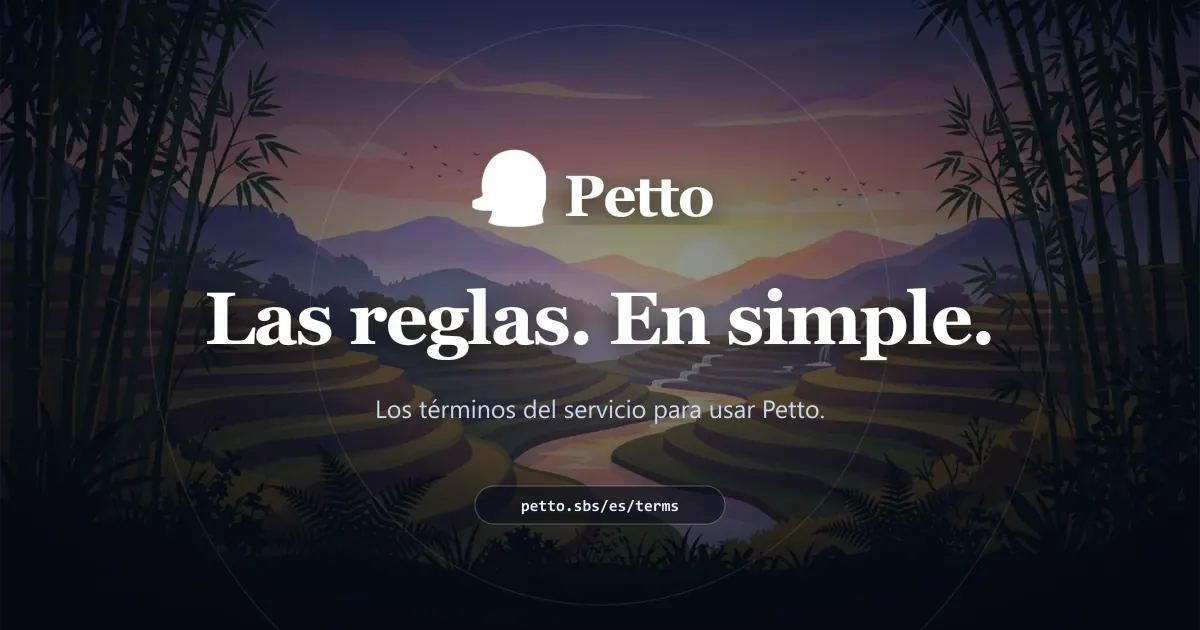 Petto
Las reglas. En simple.
Los términos del servicio para usar Petto.
petto.sbs/es/terms